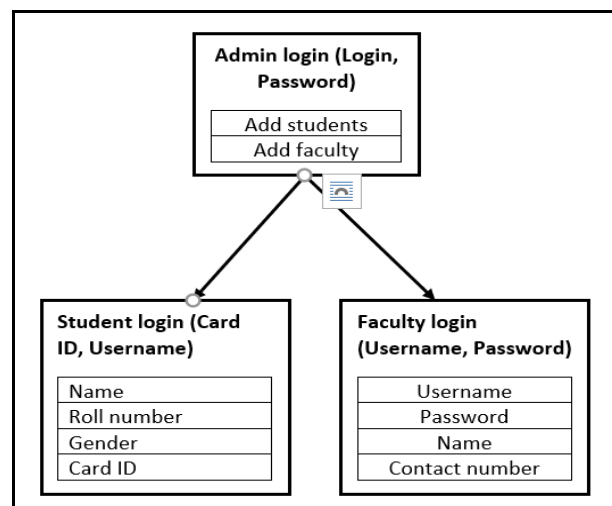 Admin login (Login,
Password)
Add students
Add faculty
Student login (Card
ID, Username)
Name
Roll number
Gender
Card ID
Faculty login
(Username, Password)
Username
Password
Name
Contact number